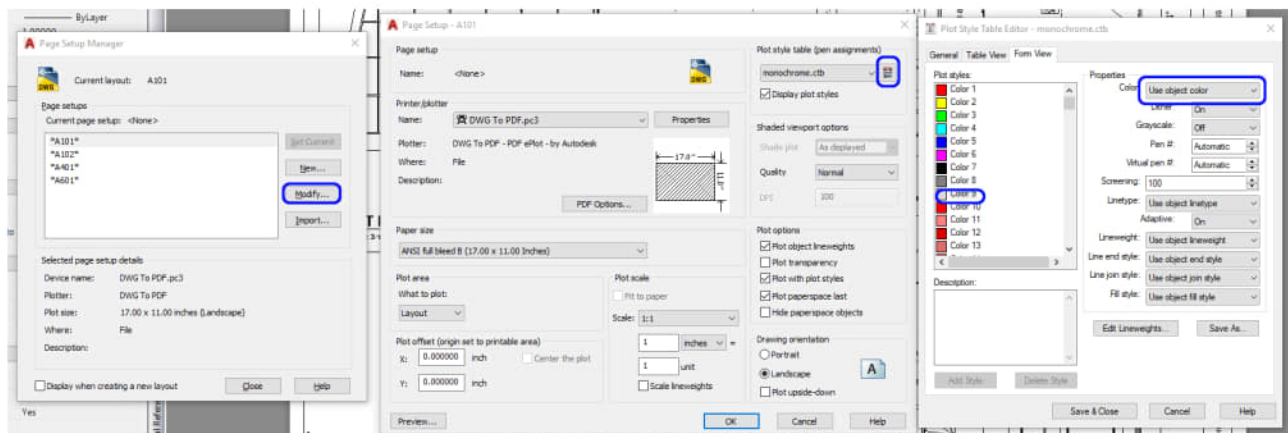 ByLayer
1.00000
Page Setup Manager
DWG
Current layout: A101
Page setups
Current page setup: <None>
*A101*
*A102*
*A401*
*A601*
Set Current
New...
Modify...
Import...
Selected page setup details
Device name: DWG To PDF.pc3
Plotter: DWG To PDF
Plot size: 17.00 x 11.00 inches (Landscape)
Where: File
Description:
Display when creating a new layout
Close
Help
Yes
Page Setup - A101
Page setup
Name: <None>
DWG
Printer/plotter
Name: DWG To PDF.pc3
Properties
Plotter: DWG To PDF - PDF ePlot - by Autodesk
Where: File
Description:
17.0"
PDF Options...
Paper size
ANSI full bleed B (17.00 x 11.00 Inches)
Plot area
What to plot:
Layout
Plot offset (origin set to printable area)
X: 0.000000 inch
Center the plot
Y: 0.000000 inch
Plot scale
Fit to paper
Scale: 1:1
1 inches =
1 unit
Scale lineweights
Preview...
OK
Cancel
Help
Plot style table (pen assignments)
monochrome.ctb
Display plot styles
Shaded viewport options
Shade plot As displayed
Quality Normal
DPI 300
Plot options
Plot object lineweights
Plot transparency
Plot with plot styles
Plot paperspace last
Hide paperspace objects
Drawing orientation
Portrait
Landscape
Plot upside-down
A
Plot Style Table Editor - monochrome.ctb
General Table View Form View
Plot styles:
Color 1
Color 2
Color 3
Color 4
Color 5
Color 6
Color 7
Color 8
Color 9
Color 10
Color 11
Color 12
Color 13
Description:
Add Style
Delete Style
Properties
Color: Use object color
Dither: On
Grayscale: Off
Pen #: Automatic
Virtual pen #: Automatic
Screening: 100
Linetype: Use object linetype
Adaptive: On
Lineweight: Use object lineweight
Line end style: Use object end style
Line join style: Use object join style
Fill style: Use object fill style
Edit Lineweights...
Save As...
Save & Close
Cancel
Help